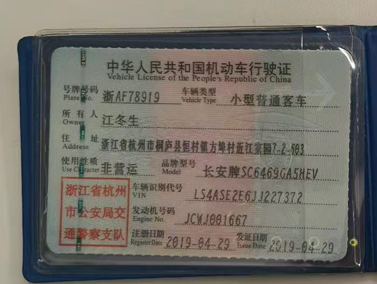 中华人民共和国机动车行驶证
Vehicle License of the People's Republic of China
号牌号码 浙AF78919 车辆类型 小型普通客车
Plate No. Vehicle Type
所有人 江冬生
Owner
住址 浙江省杭州市桐庐县
Address
使用性质 非营运 品牌型号 长安牌SC6469GA5HEV
Use Character Model
浙江省杭州
市公安局交
通警察支队
车辆识别代号 LS4ASE2E6JJ227372
VIN
发动机号码 JCWJ001667
Engine No.
注册日期 2019-04-29 发证日期 2019-04-29
Register Date Issue Date